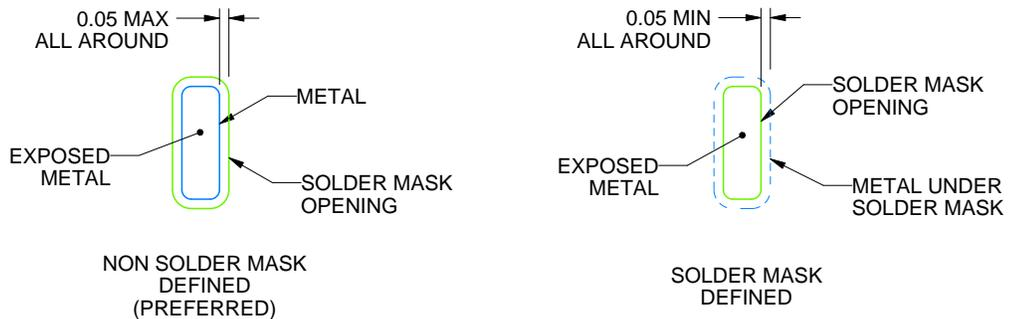 0.05 MAX
ALL AROUND
METAL
EXPOSED
METAL
SOLDER MASK
OPENING
NON SOLDER MASK
DEFINED
(PREFERRED)
0.05 MIN
ALL AROUND
SOLDER MASK
OPENING
EXPOSED
METAL
METAL UNDER
SOLDER MASK
SOLDER MASK
DEFINED